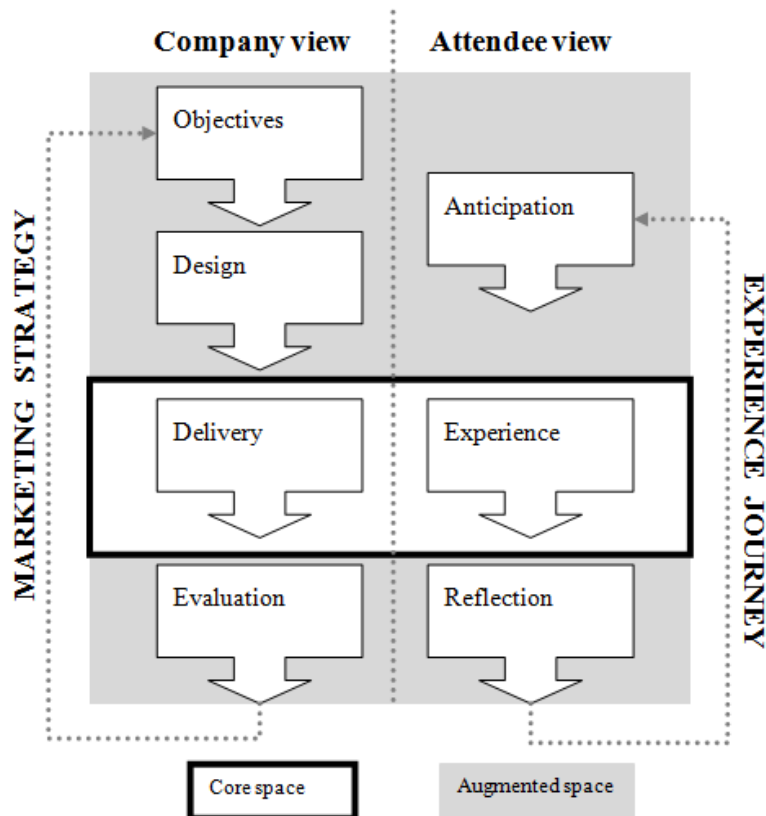 Company view
Attendee view
Objectives
Anticipation
Design
Delivery
Experience
Evaluation
Reflection
MARKETING STRATEGY
EXPERIENCE JOURNEY
Core space
Augmented space